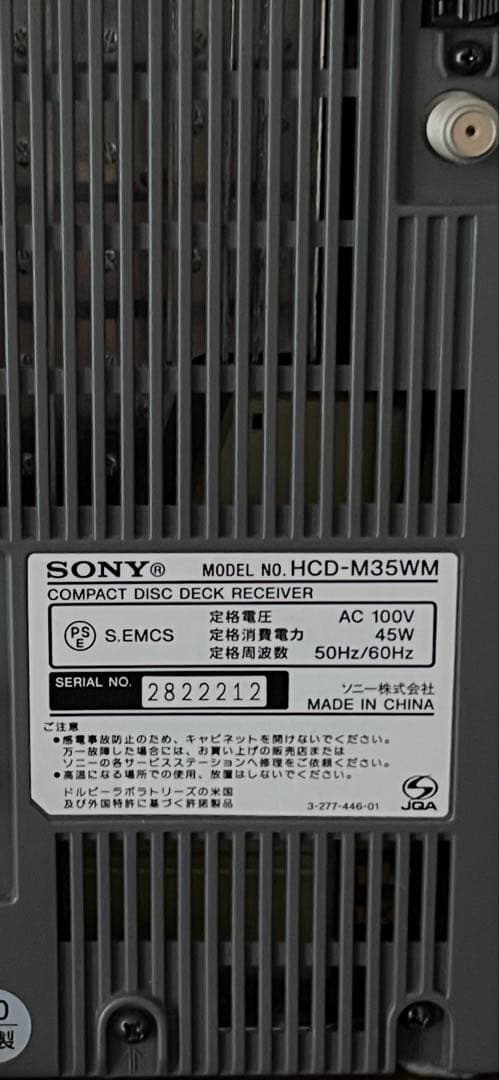 SONY® MODEL NO. HCD-M35WM
COMPACT DISC DECK RECEIVER
PS E S.EMCS
定格電圧 AC 100V
定格消費電力 45W
定格周波数 50Hz/60Hz
SERIAL NO. 2822212
ソニー株式会社
MADE IN CHINA
ご注意
●感電事故防止のため、キャビネットを開けないでください。
万一故障した場合には、お買い上げの販売店または
ソニーの各サービスステーションへ修理をご依頼ください。
●高温になる場所での使用、放置はしないでください。
ドルビーラボラトリーズの米国
及び外国特許に基づく許諾製品
3-277-446-01
JQA
0
製